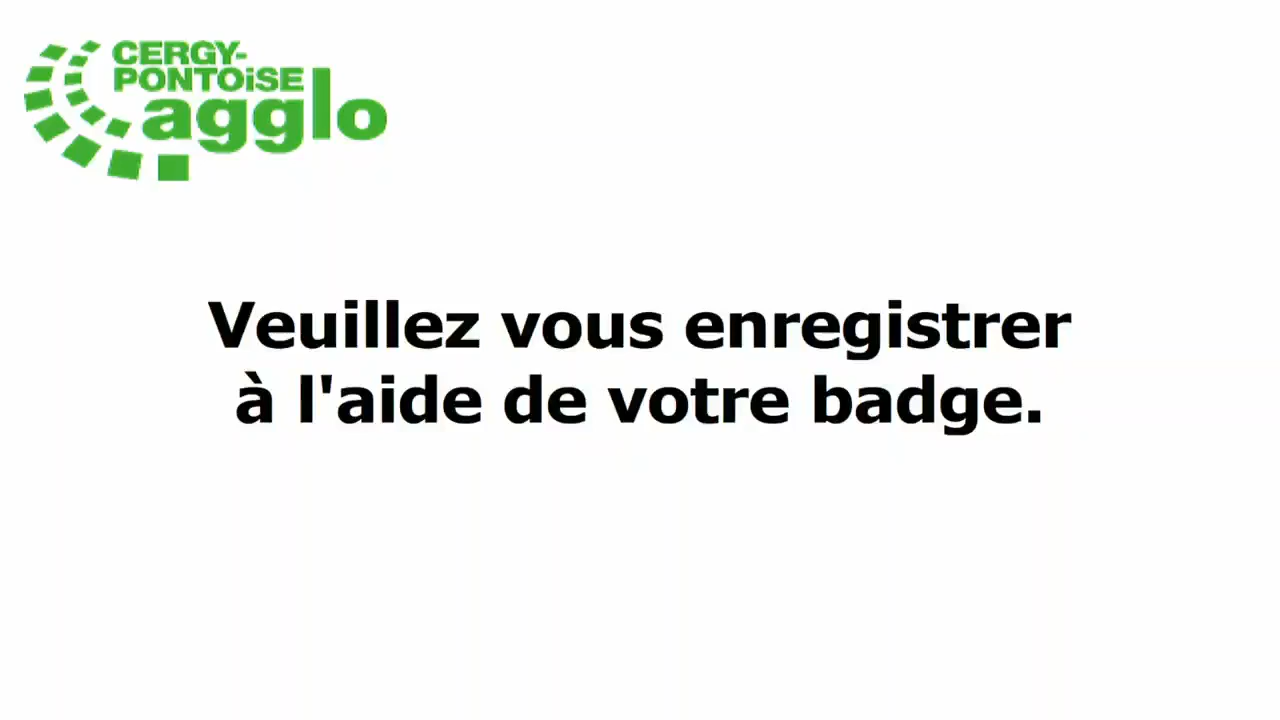 CERGY-
PONTOiSE
agglo
Veuillez vous enregistrer
à l'aide de votre badge.